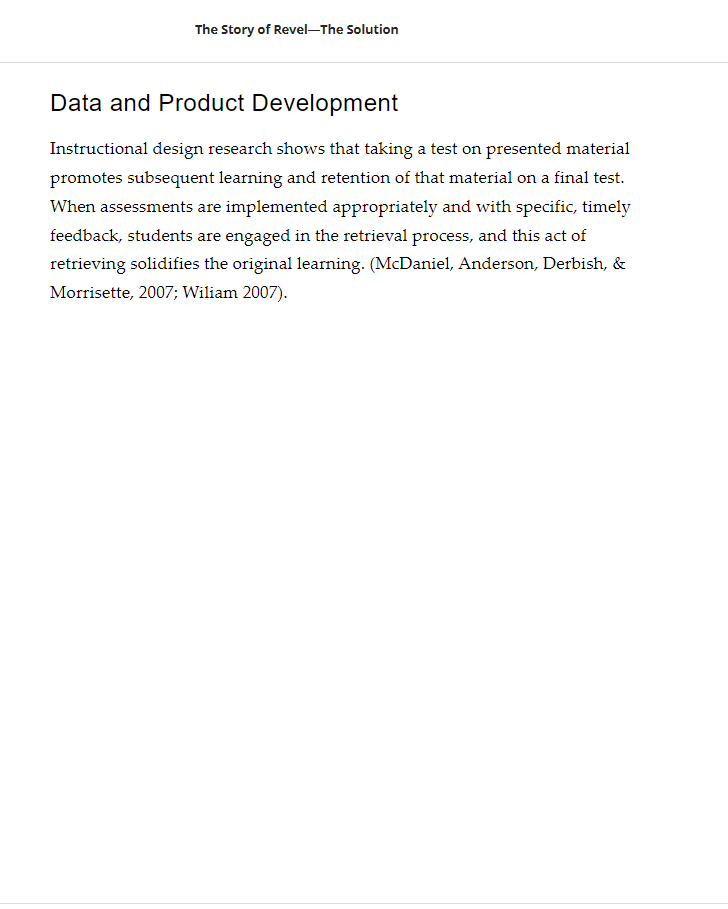 The Story of Revel—The Solution
Data and Product Development
Instructional design research shows that taking a test on presented material
promotes subsequent learning and retention of that material on a final test.
When assessments are implemented appropriately and with specific, timely
feedback, students are engaged in the retrieval process, and this act of
retrieving solidifies the original learning. (McDaniel, Anderson, Derbish, &
Morrisette, 2007; Wiliam 2007).